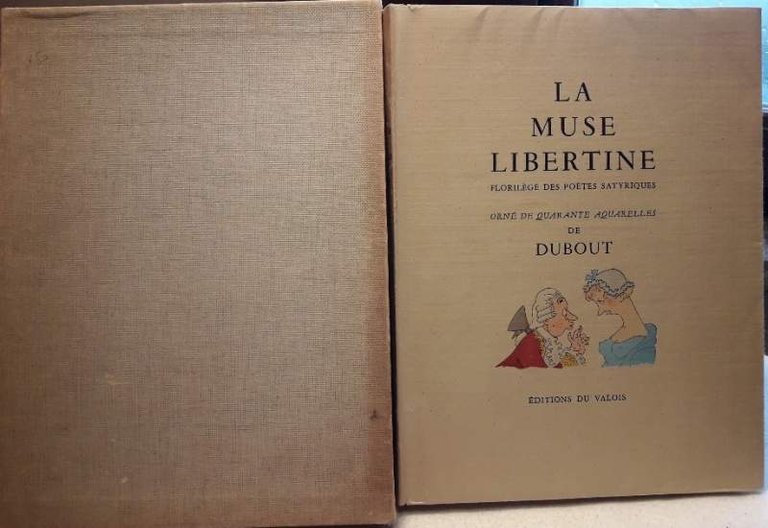 LA
MUSE
LIBERTINE
FLORILÈGE DES POÈTES SATYRIQUES
ORNÉ DE QUARANTE AQUARELLES
DE
DUBOUT
ÉDITIONS DU VALOIS